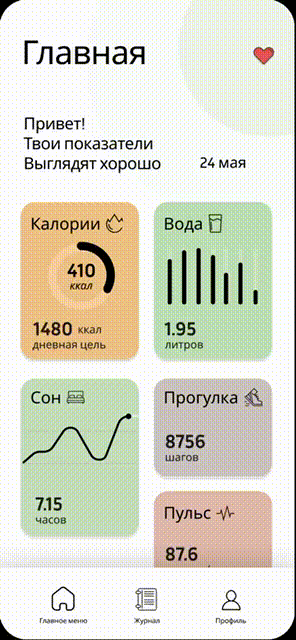 Главная
Привет!
Твои показатели
Выглядят хорошо
24 мая
Калории
410
ккал
1480 ккал
дневная цель
Вода
1.95
литров
Сон
7.15
часов
Прогулка
8756
шагов
Пульс
87.6
Главное меню
Журнал
Профиль